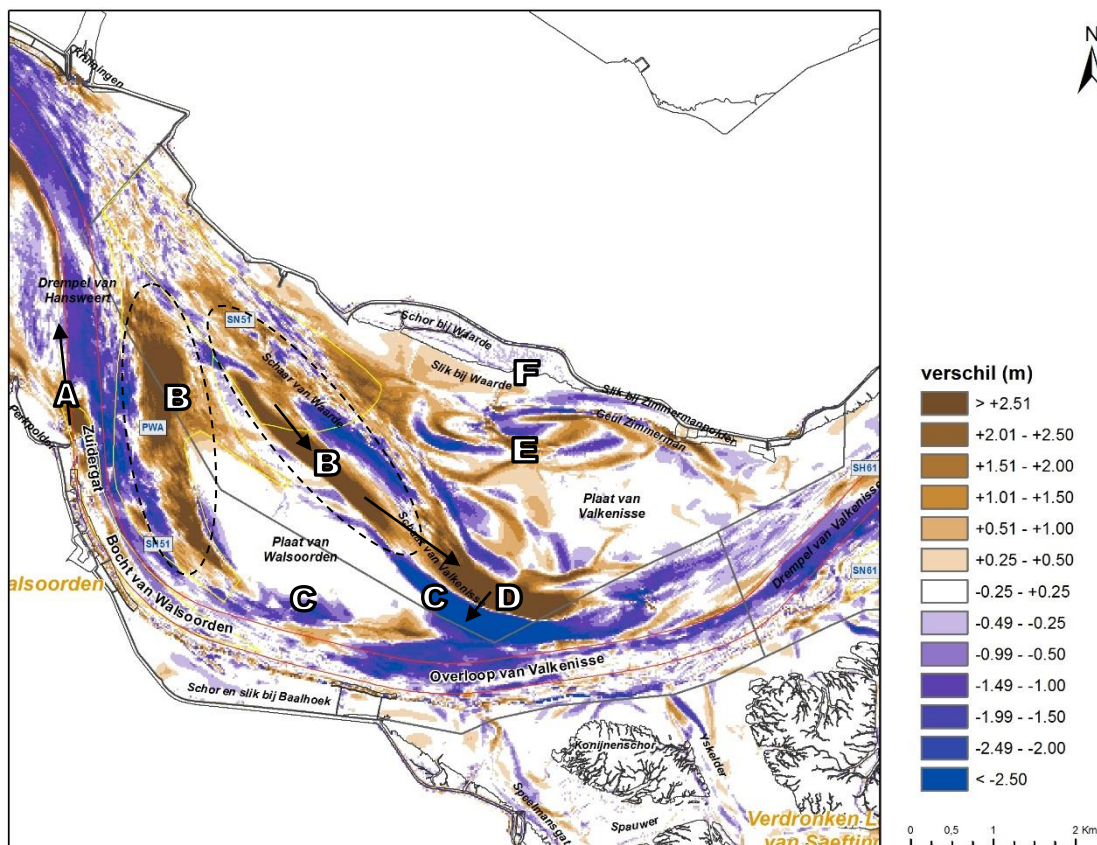 Kruiningen
N
Drempel van
Hansweert
SN51
Schor bij Waarde
Slik bij Waarde
F
Slik bij Zimmermanpolder
Schaar van Waarde
Geul Zimmerman
A
B
PWA
E
B
Perkpolder
Zuidergat
Plaat van
Valkenisse
SH61
SH51
Plaat van
Walsoorden
Schaar van Valkenisse
Drempel van Valkenisse
SN61
alsoorden
Bocht van Walsoorden
C
C
D
Overloop van Valkenisse
Schor en slik bij Baalhoek
Konijnenschor
Yskelder
Speelmansgat
Spauwer
Verdronken L
van Saefting
verschil (m)
> +2.51
+2.01 - +2.50
+1.51 - +2.00
+1.01 - +1.50
+0.51 - +1.00
+0.25 - +0.50
-0.25 - +0.25
-0.49 - -0.25
-0.99 - -0.50
-1.49 - -1.00
-1.99 - -1.50
-2.49 - -2.00
< -2.50
0 0,5 1 2 Km